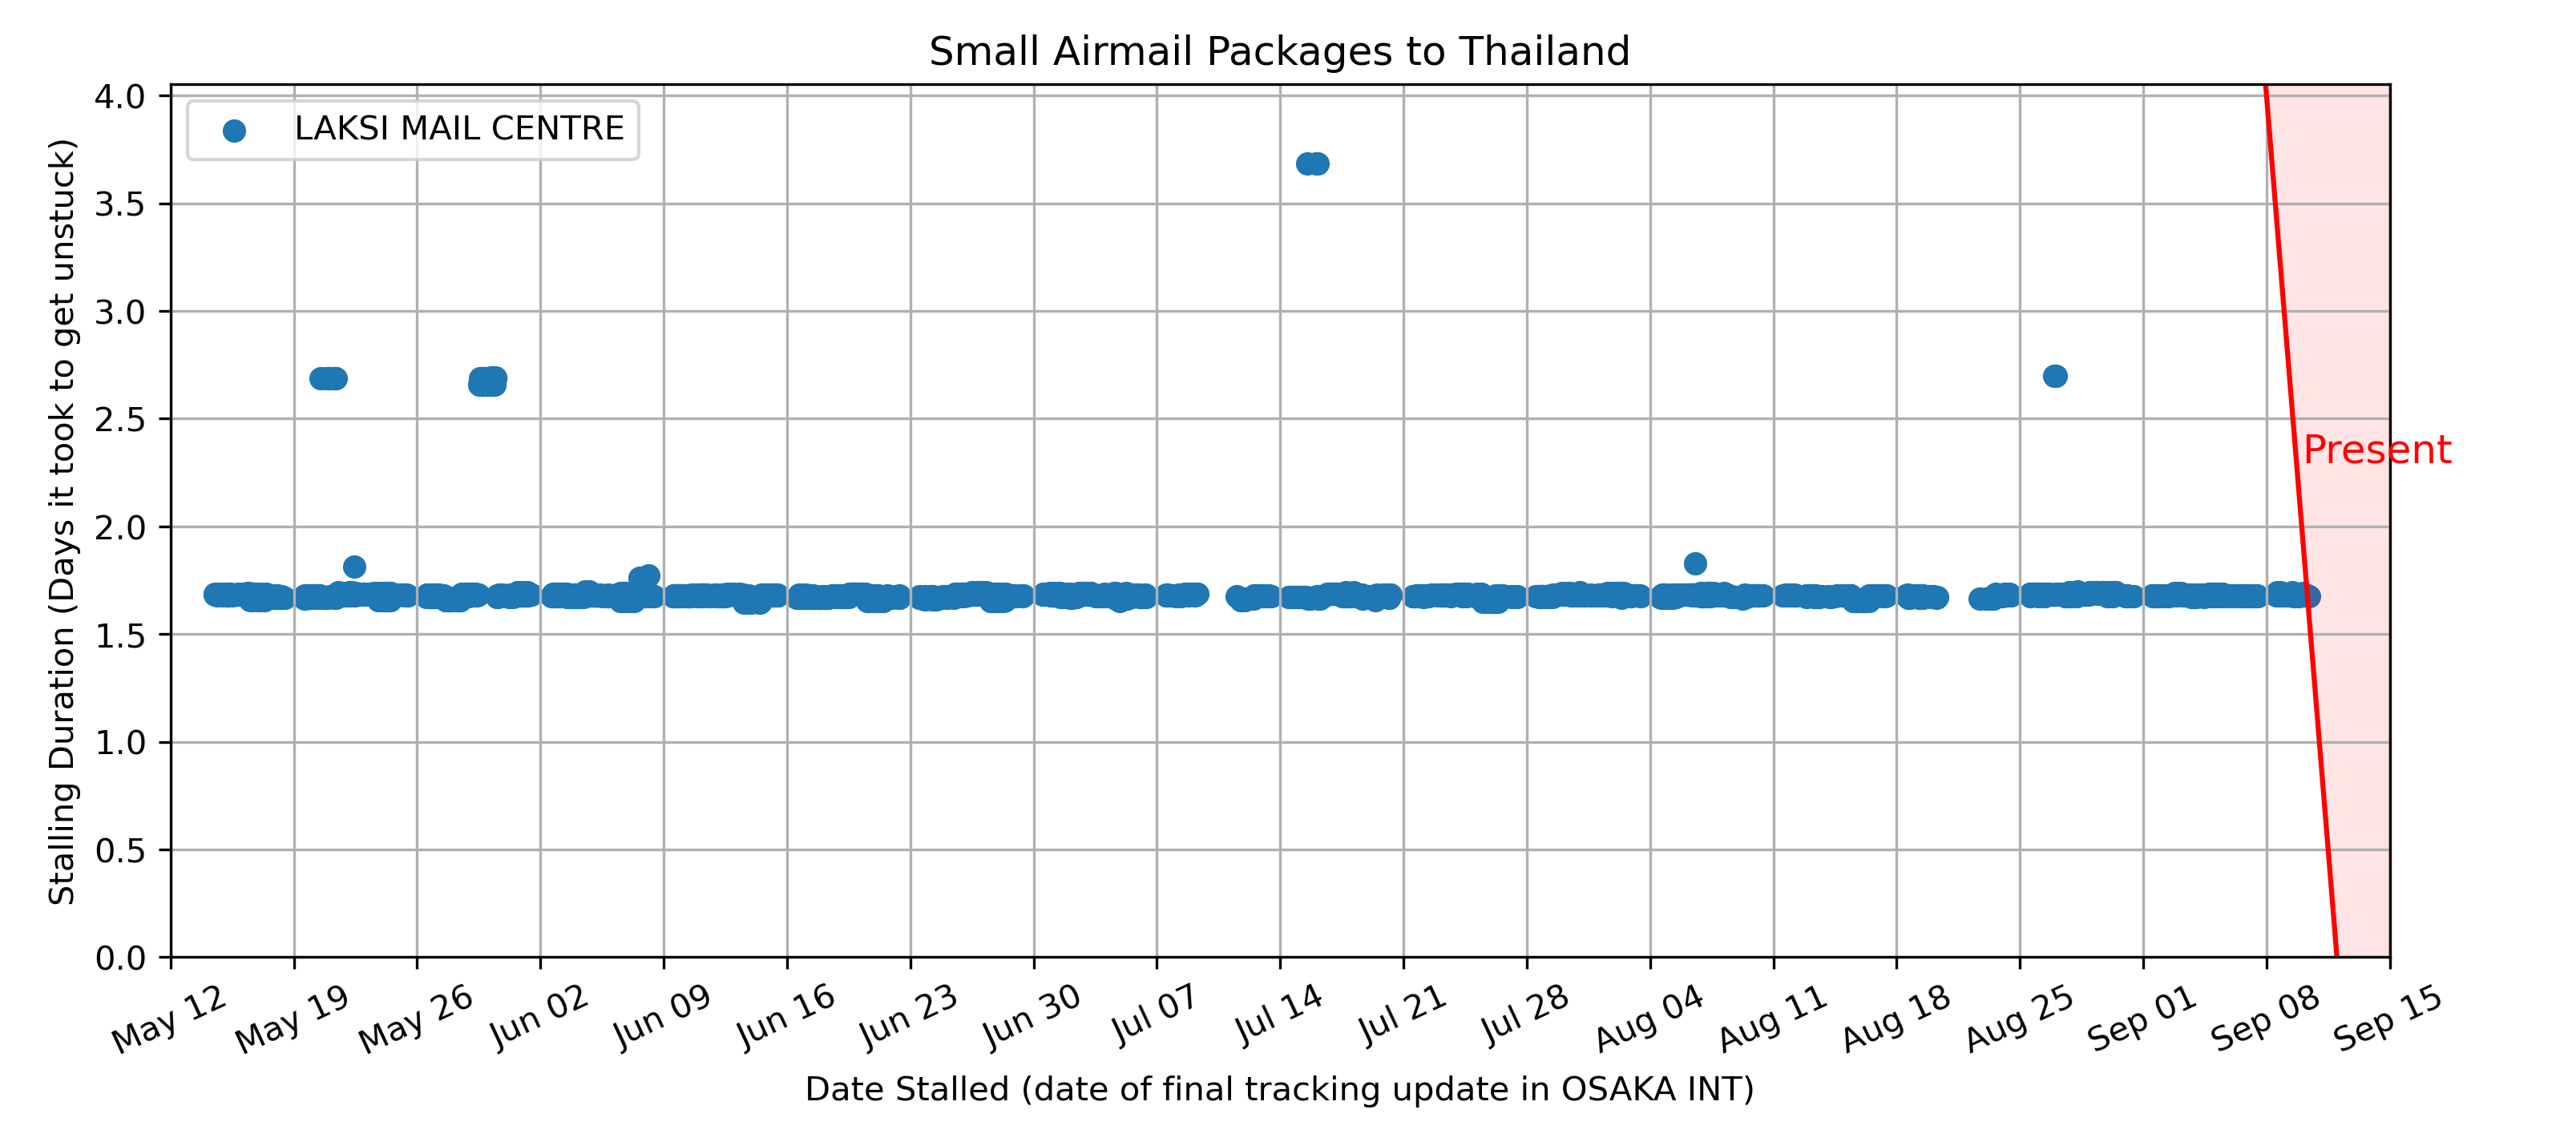 Small Airmail Packages to Thailand
Stalling Duration (Days it took to get unstuck)
4.0
3.5
3.0
2.5
2.0
1.5
1.0
0.5
0.0
LAKSI MAIL CENTRE
Present
May 12 May 19 May 26 Jun 02 Jun 09 Jun 16 Jun 23 Jun 30 Jul 07 Jul 14 Jul 21 Jul 28 Aug 04 Aug 11 Aug 18 Aug 25 Sep 01 Sep 08 Sep 15
Date Stalled (date of final tracking update in OSAKA INT)